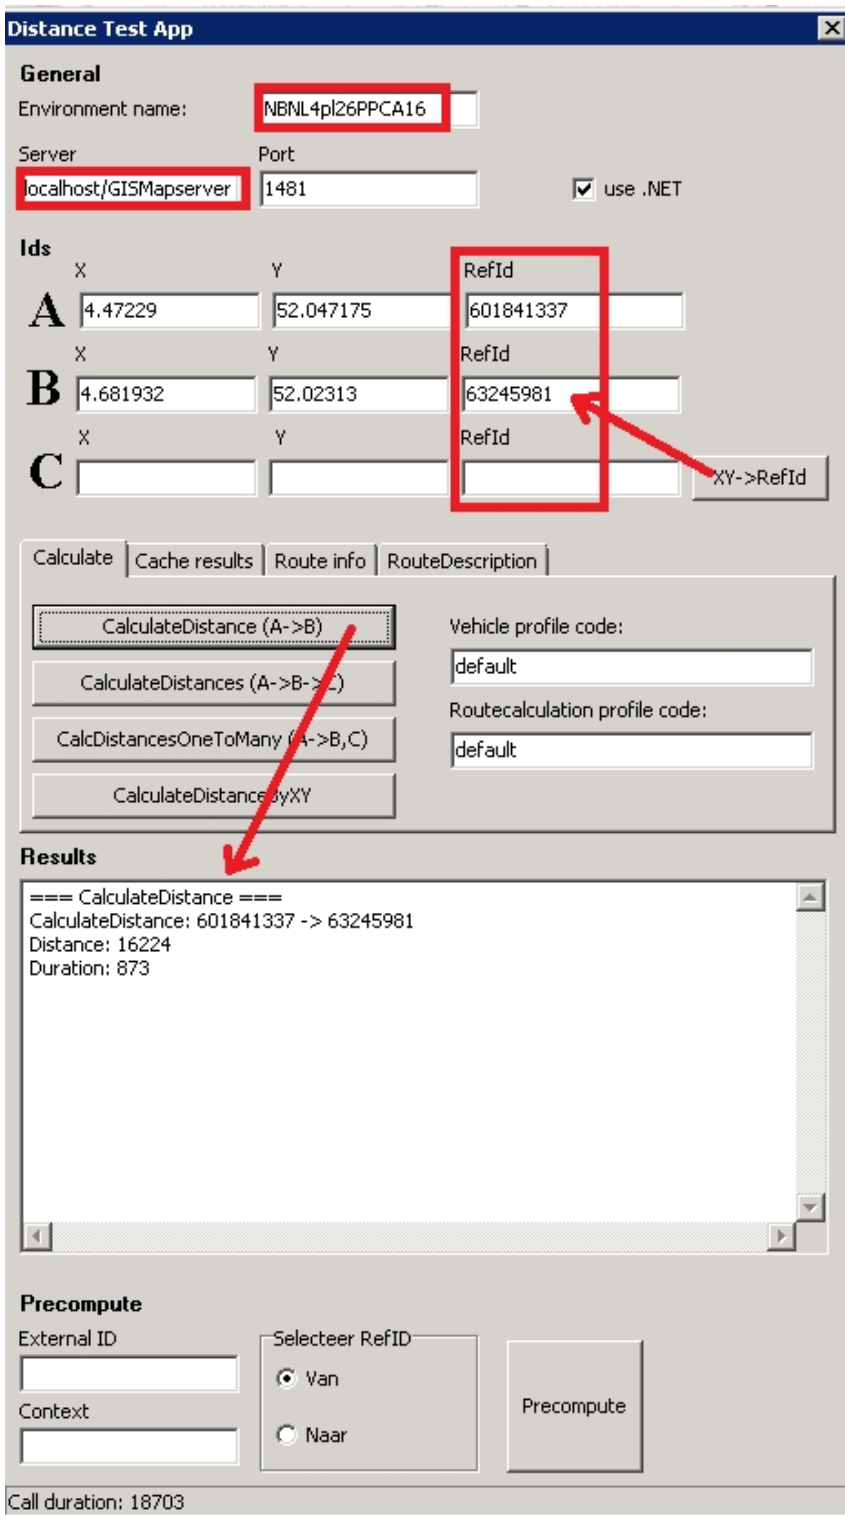 Distance Test App
General
Environment name: NBNL4pl26PPCA16
Server Port
localhost/GISMapserver 1481 use .NET
Ids
X Y RefId
A 4.47229 52.047175 601841337
X Y RefId
B 4.681932 52.02313 63245981
X Y RefId
C XY->RefId
Calculate Cache results Route info RouteDescription
CalculateDistance (A->B) Vehicle profile code:
default
CalculateDistances (A->B->C)
Routecalculation profile code:
CalcDistancesOneToMany (A->B,C) default
CalculateDistanceByXY
Results
=== CalculateDistance ===
CalculateDistance: 601841337 -> 63245981
Distance: 16224
Duration: 873
Precompute
External ID Selecteer RefID
Van
Precompute
Context
Naar
Call duration: 18703